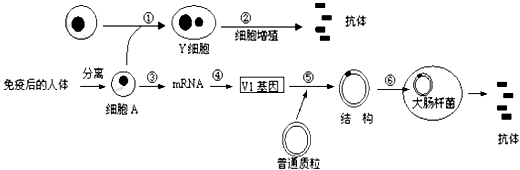 ① ② 抗体
Y细胞 细胞增殖
免疫后的人体 分离 ③ mRNA ④ V1基因 ⑤ ⑥
细胞A 结构 大肠杆菌
普通质粒 抗体